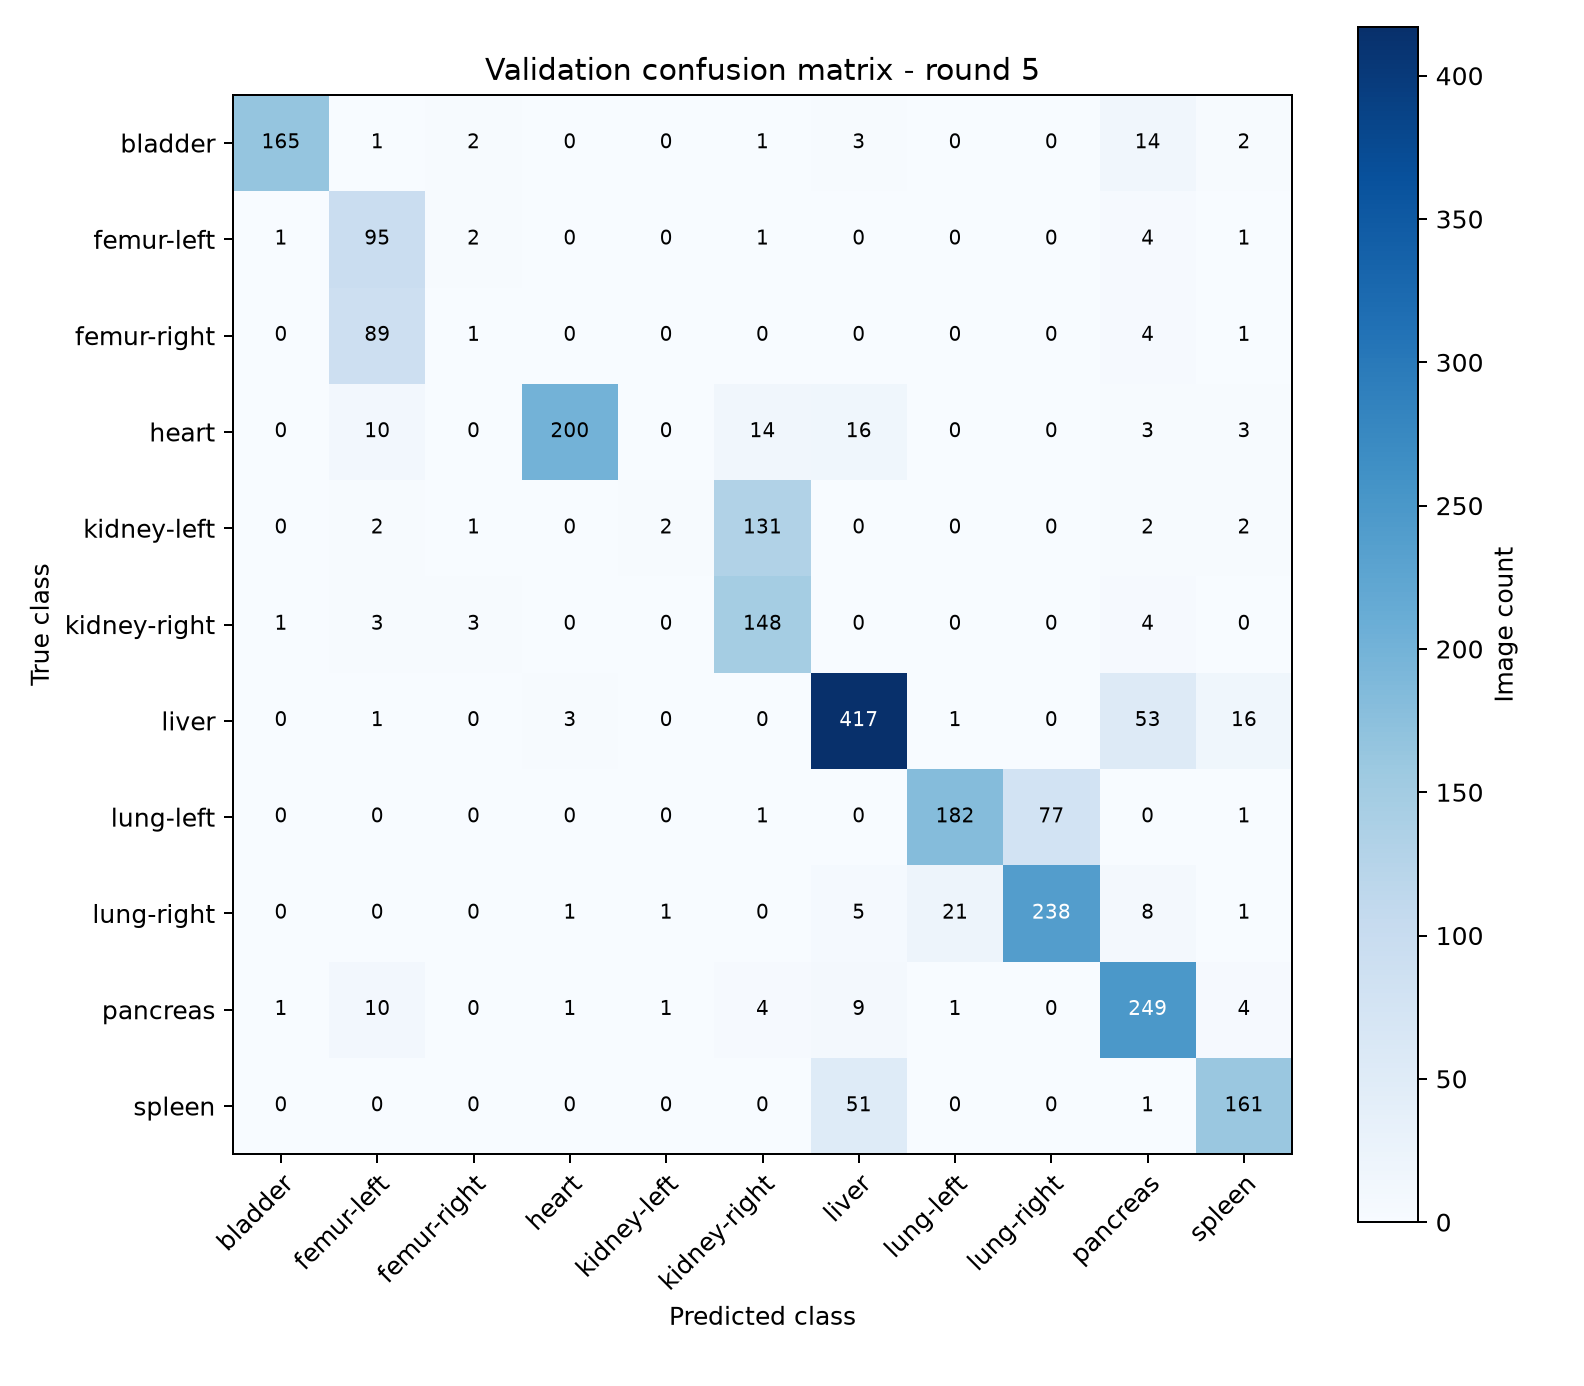 Validation confusion matrix - round 5
True class
bladder 165 1 2 0 0 1 3 0 0 14 2
femur-left 1 95 2 0 0 1 0 0 0 4 1
femur-right 0 89 1 0 0 0 0 0 0 4 1
heart 0 10 0 200 0 14 16 0 0 3 3
kidney-left 0 2 1 0 2 131 0 0 0 2 2
kidney-right 1 3 3 0 0 148 0 0 0 4 0
liver 0 1 0 3 0 0 417 1 0 53 16
lung-left 0 0 0 0 0 1 0 182 77 0 1
lung-right 0 0 0 1 1 0 5 21 238 8 1
pancreas 1 10 0 1 1 4 9 1 0 249 4
spleen 0 0 0 0 0 0 51 0 0 1 161
bladder femur-left femur-right heart kidney-left kidney-right liver lung-left lung-right pancreas spleen
Predicted class
400
350
300
250
200
150
100
50
0
Image count